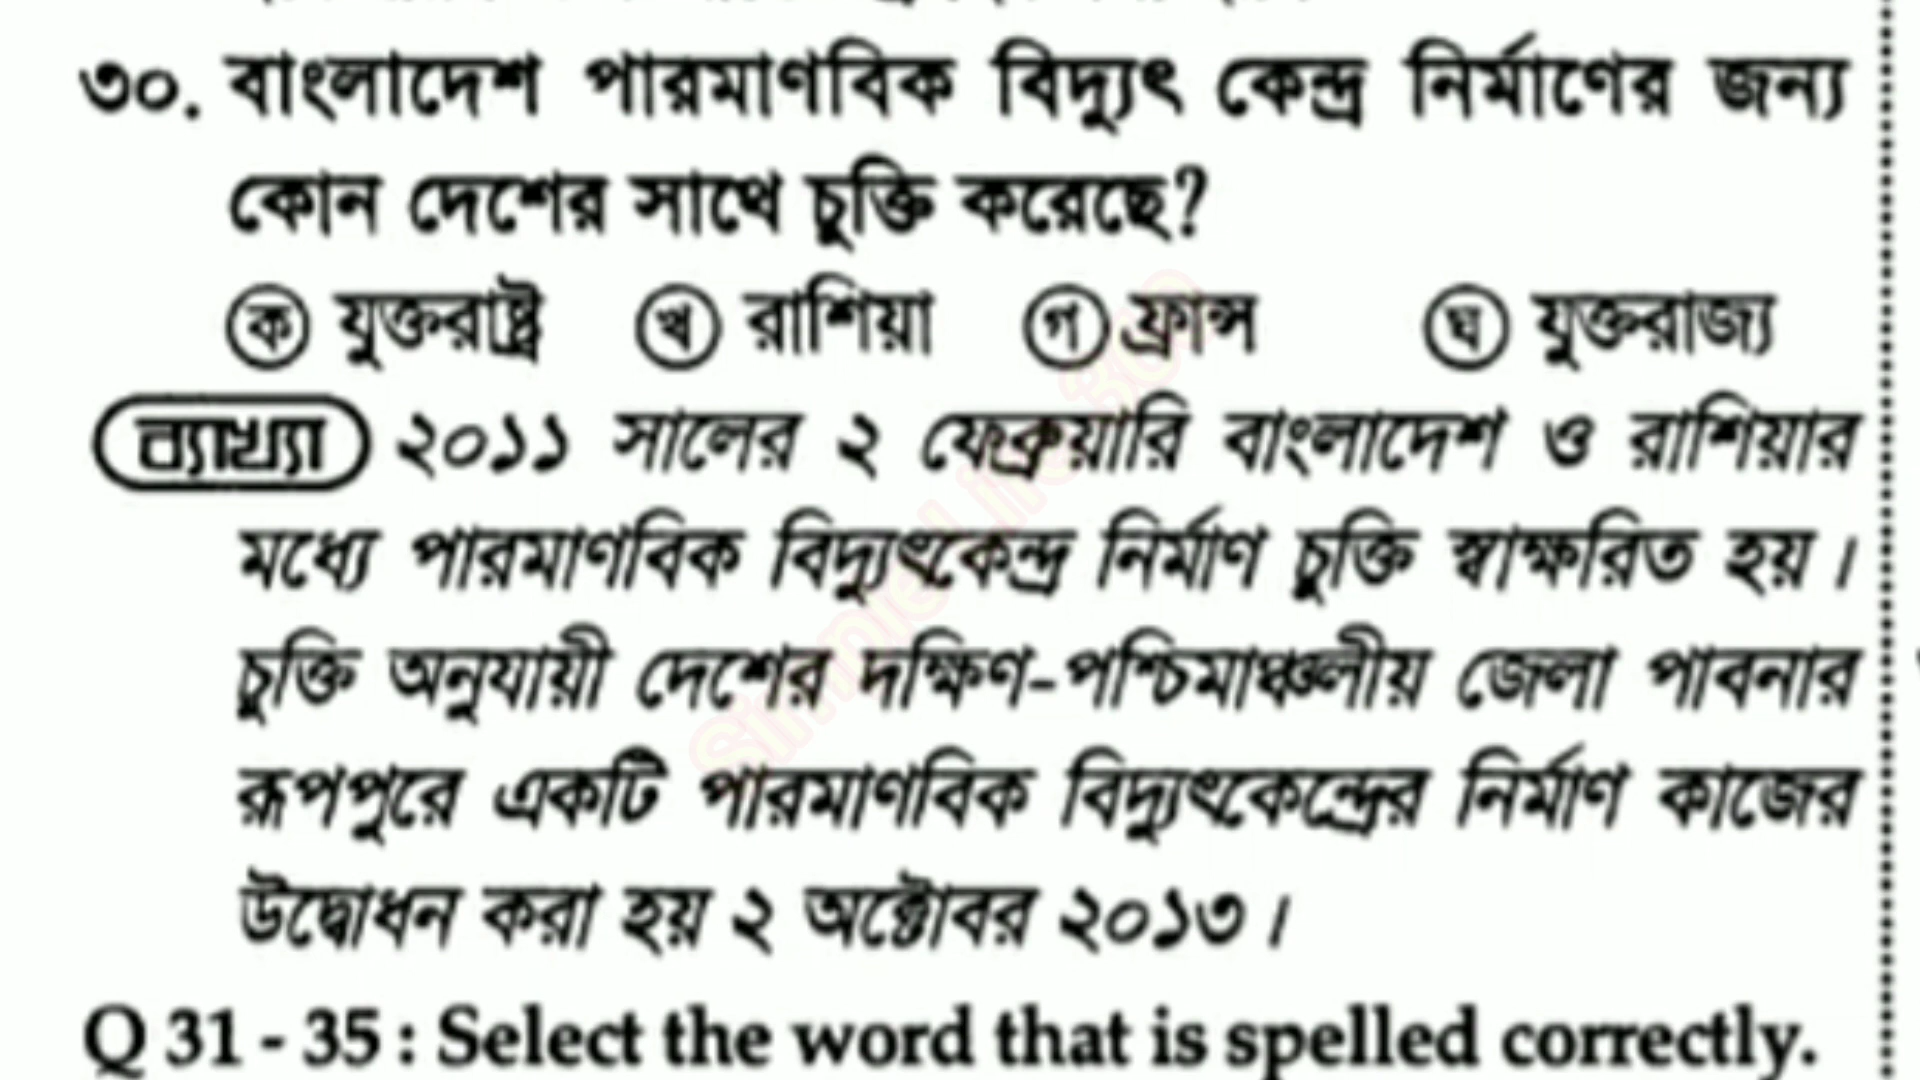 ৩০. বাংলাদেশ পারমাণবিক বিদ্যুৎ কেন্দ্র নির্মাণের জন্য
কোন দেশের সাথে চুক্তি করেছে?
ক যুক্তরাষ্ট্র খ রাশিয়া গ ফ্রান্স ঘ যুক্তরাজ্য
ব্যাখ্যা ২০১১ সালের ২ ফেব্রুয়ারি বাংলাদেশ ও রাশিয়ার
মধ্যে পারমাণবিক বিদ্যুৎকেন্দ্র নির্মাণ চুক্তি স্বাক্ষরিত হয়।
চুক্তি অনুযায়ী দেশের দক্ষিণ-পশ্চিমাঞ্চলীয় জেলা পাবনার
রূপপুরে একটি পারমাণবিক বিদ্যুৎকেন্দ্রের নির্মাণ কাজের
উদ্বোধন করা হয় ২ অক্টোবর ২০১৩।
Q 31 - 35 : Select the word that is spelled correctly.